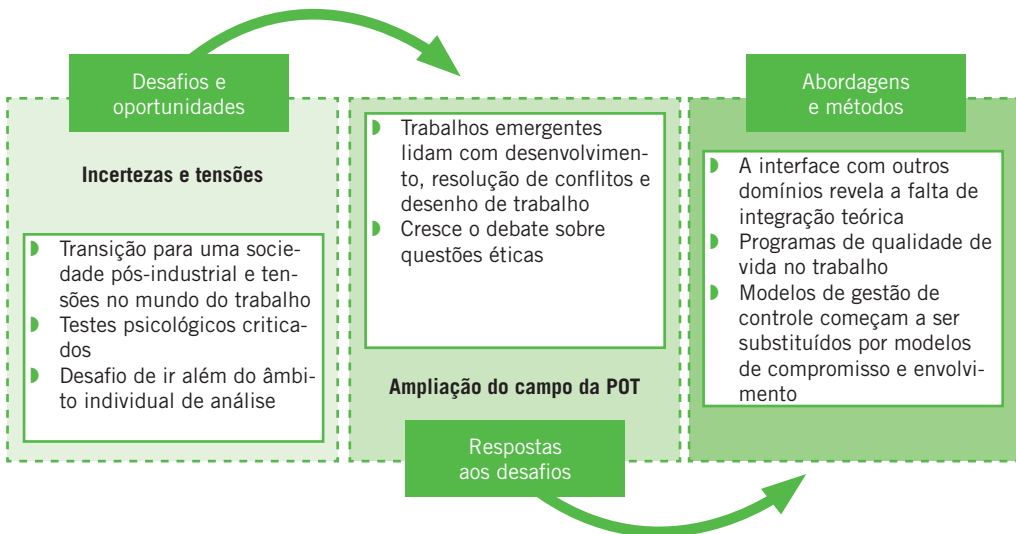 Desafios e
oportunidades
Incertezas e tensões
Transição para uma socie-
dade pós-industrial e ten-
sões no mundo do trabalho
Testes psicológicos critica-
dos
Desafio de ir além do âmbi-
to individual de análise
Trabalhos emergentes
lidam com desenvolvimen-
to, resolução de conflitos e
desenho de trabalho
Cresce o debate sobre
questões éticas
Ampliação do campo da POT
Respostas
aos desafios
Abordagens
e métodos
A interface com outros
domínios revela a falta de
integração teórica
Programas de qualidade de
vida no trabalho
Modelos de gestão de
controle começam a ser
substituídos por modelos
de compromisso e envolvi-
mento